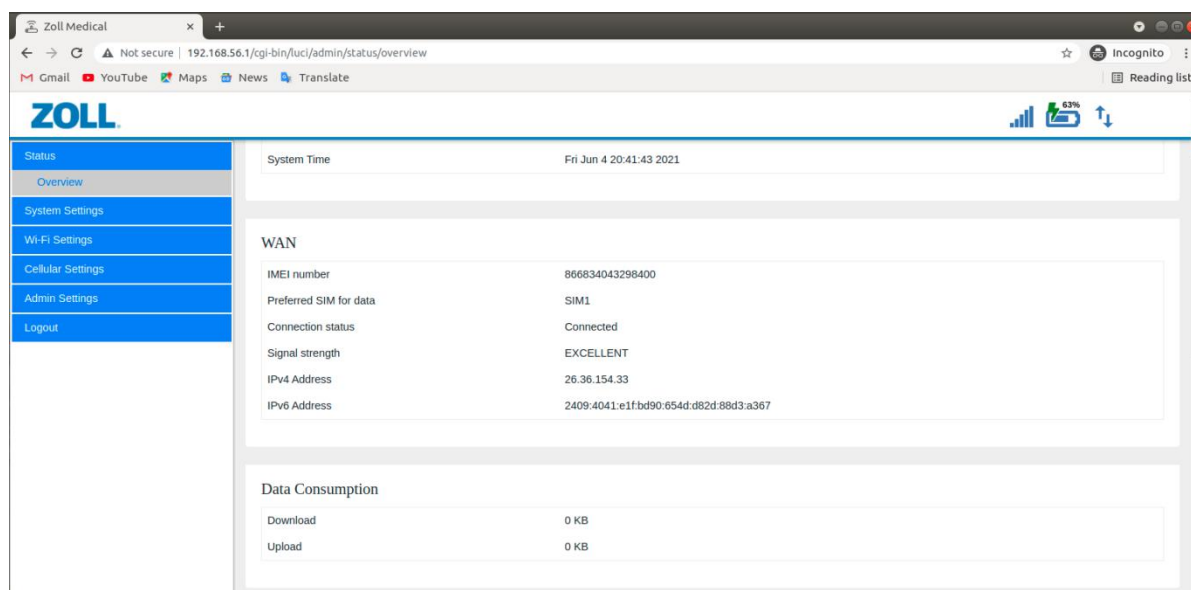 Zoll Medical
Not secure | 192.168.56.1/cgi-bin/luci/admin/status/overview
Incognito
Gmail YouTube Maps News Translate
Reading list
ZOLL
63%
Status
Overview
System Settings
Wi-Fi Settings
Cellular Settings
Admin Settings
Logout
System Time Fri Jun 4 20:41:43 2021
WAN
IMEI number 866834043298400
Preferred SIM for data SIM1
Connection status Connected
Signal strength EXCELLENT
IPv4 Address 26.36.154.33
IPv6 Address 2409:4041:e1f:bd90:654d:d82d:88d3:a367
Data Consumption
Download 0 KB
Upload 0 KB